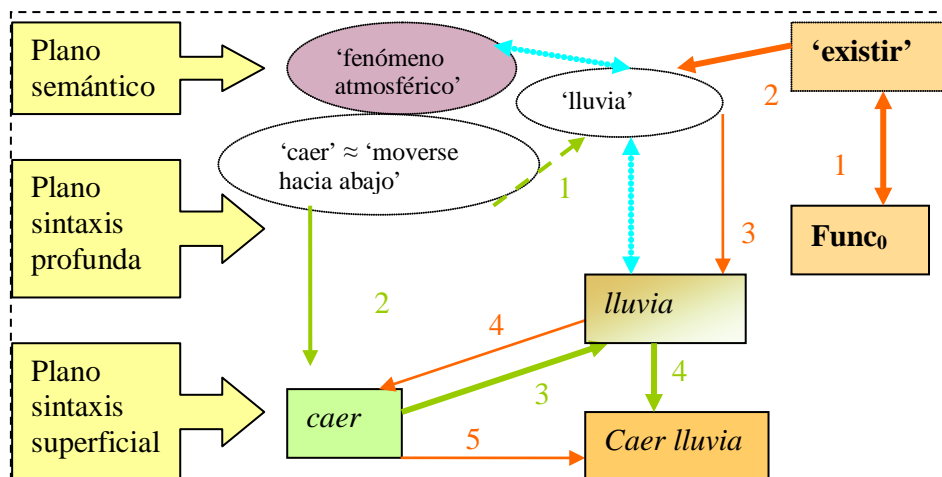 Plano
semántico
‘fenómeno
atmosférico’
‘lluvia’
‘existir’
2
1
‘caer’ ≈ ‘moverse
hacia abajo’
1
3
Plano
sintaxis
profunda
Func₀
2
lluvia
4
3
4
Plano
sintaxis
superficial
caer
5
Caer lluvia